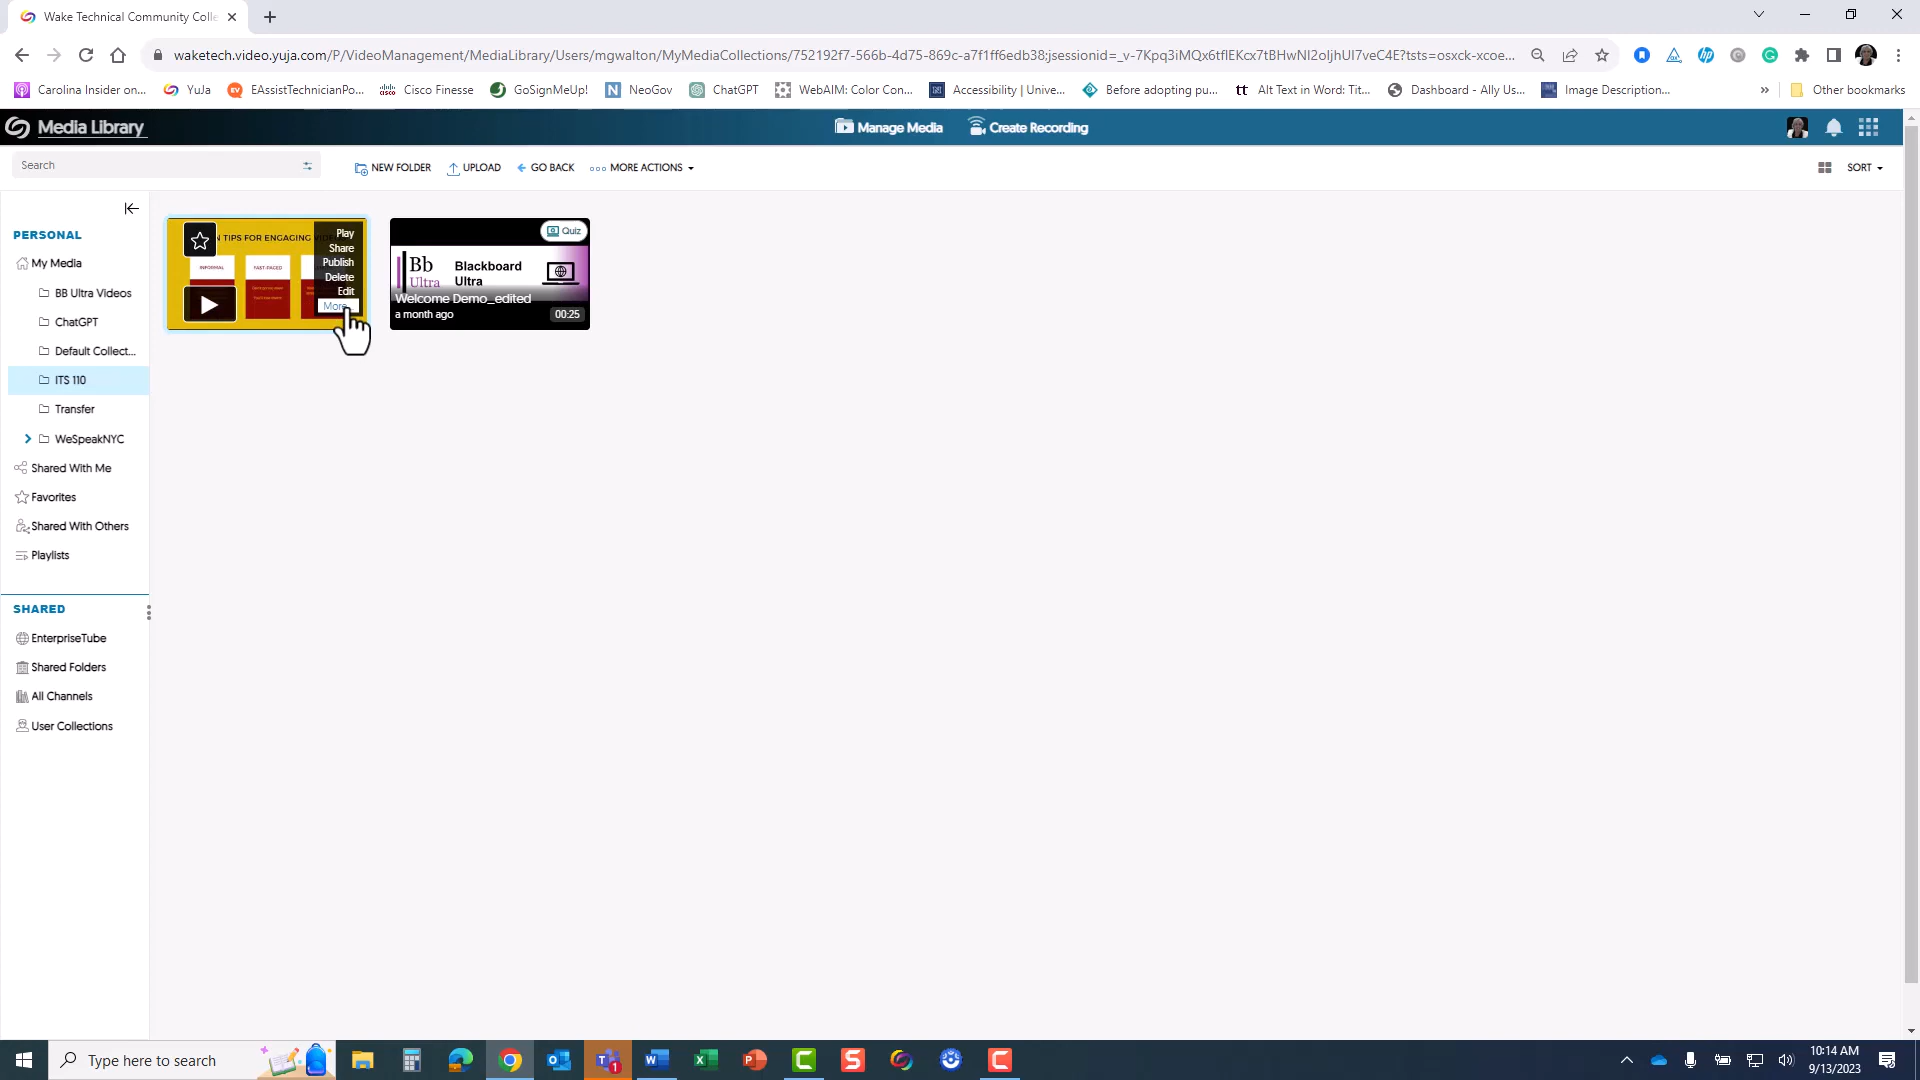 Wake Technical Community Colle
waketech.video.yuja.com/P/VideoManagement/MediaLibrary/Users/mgwalton/MyMediaCollections/752192f7-566b-4d75-869c-a7f1ff6edb38;jsessionid=_v-7Kpq3iMQx6tflEKcx7tBHwNI2oIjhUI7veC4E?tsts=osxck-xcoe...
Carolina Insider on... YuJa EAssistTechnicianPo... Cisco Finesse GoSignMeUp! NeoGov ChatGPT WebAIM: Color Con... Accessibility | Unive... Before adopting pu... tt Alt Text in Word: Tit... Dashboard - Ally Us... Image Description... » Other bookmarks
Media Library Manage Media Create Recording
Search NEW FOLDER UPLOAD GO BACK MORE ACTIONS SORT
PERSONAL
My Media
BB Ultra Videos
ChatGPT
Default Collect...
ITS 110
Transfer
WeSpeakNYC
Shared With Me
Favorites
Shared With Others
Playlists
SHARED
EnterpriseTube
Shared Folders
All Channels
User Collections
TIPS FOR ENGAGING
INFORMAL FAST-PACED
Play
Share
Publish
Delete
Edit
More
Quiz
Bb Ultra
Blackboard
Ultra
Welcome Demo_edited
a month ago 00:25
Type here to search
1
10:14 AM
9/13/2023